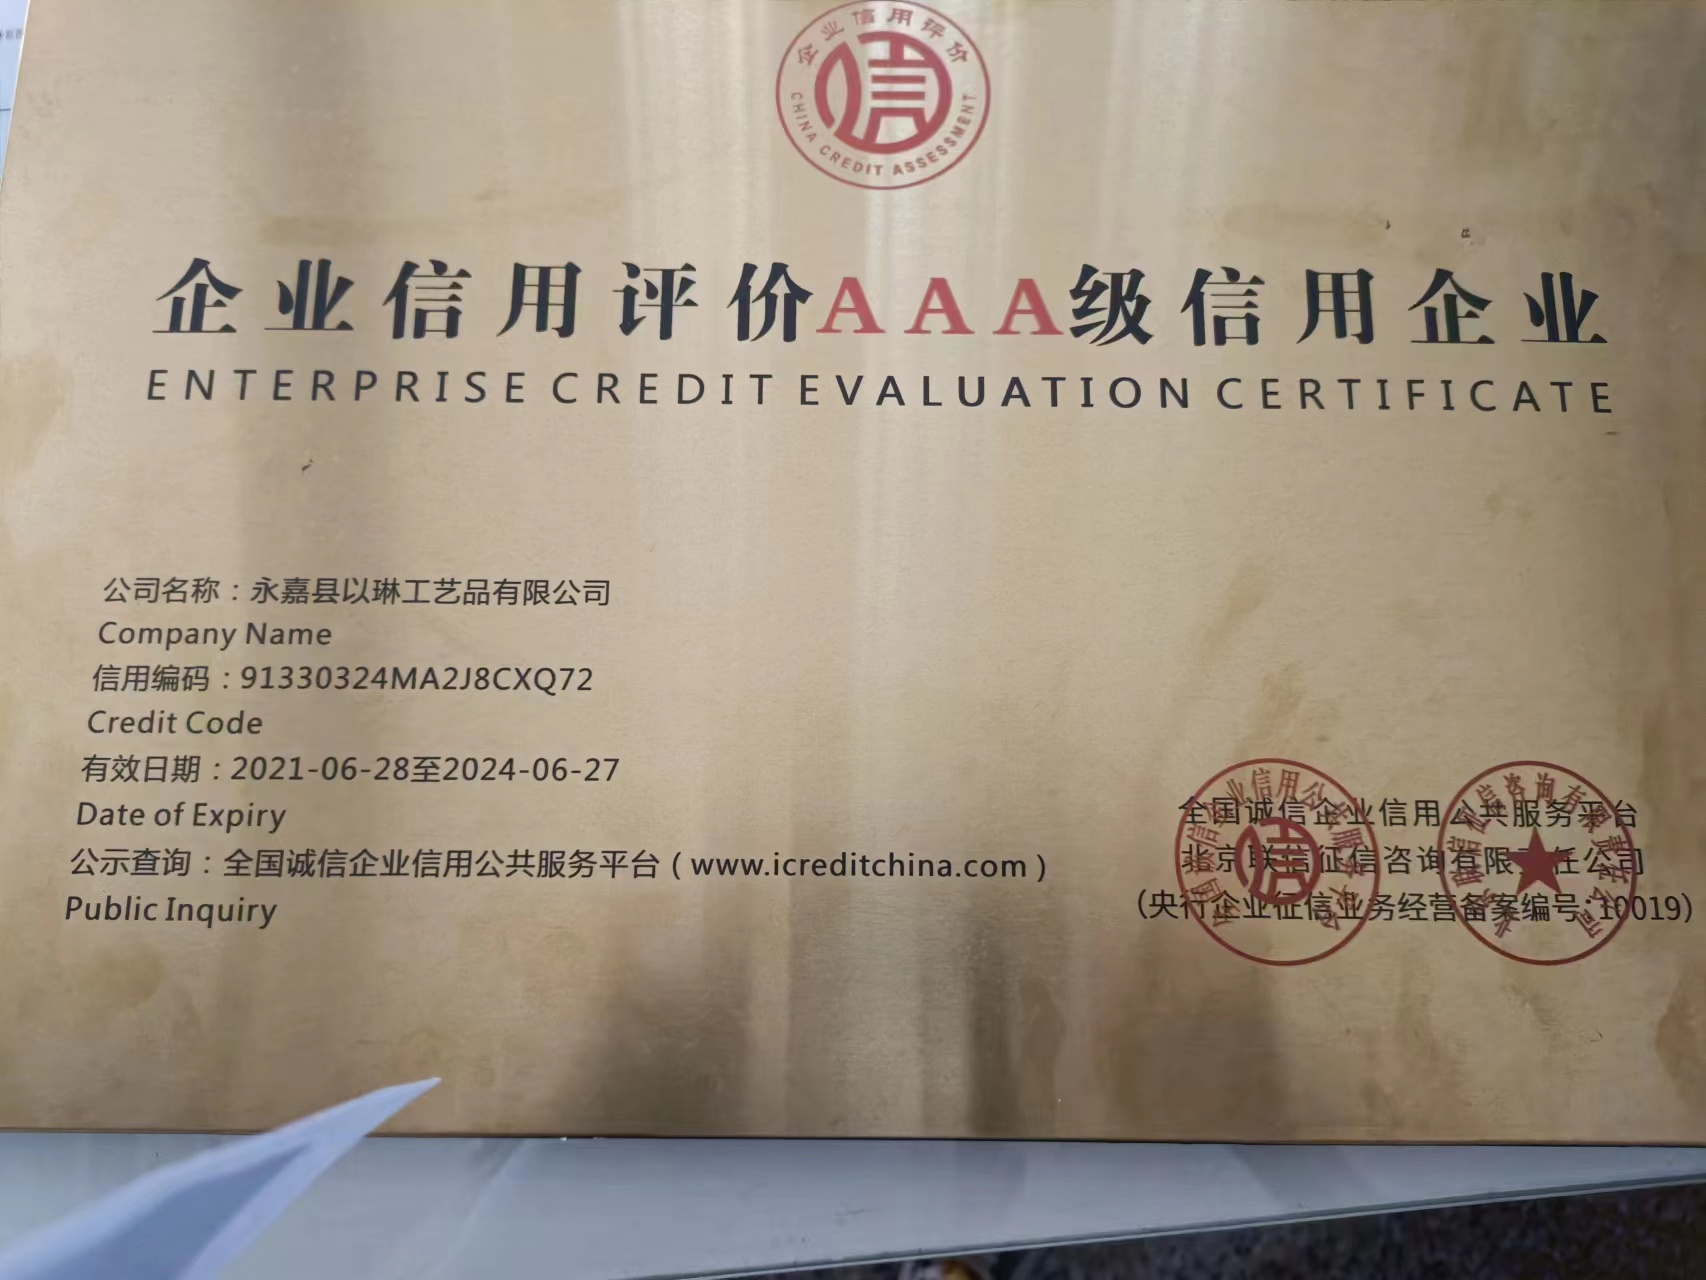 企业信用评价
CHINA CREDIT ASSESSMENT
信
企业信用评价AAA级信用企业
ENTERPRISE CREDIT EVALUATION CERTIFICATE
公司名称：永嘉县以琳工艺品有限公司
Company Name
信用编码：91330324MA2J8CXQ72
Credit Code
有效日期：2021-06-28至2024-06-27
Date of Expiry
公示查询：全国诚信企业信用公共服务平台（www.icreditchina.com）
Public Inquiry
全国诚信企业信用公共服务平台
北京联信征信咨询有限责任公司
(央行企业征信业务经营备案编号:10019)